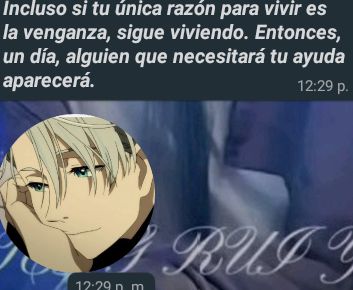 Incluso si tu única razón para vivir es
la venganza, sigue viviendo. Entonces,
un día, alguien que necesitará tu ayuda
aparecerá.
12:29 p.
RUI
12:29 p. m.